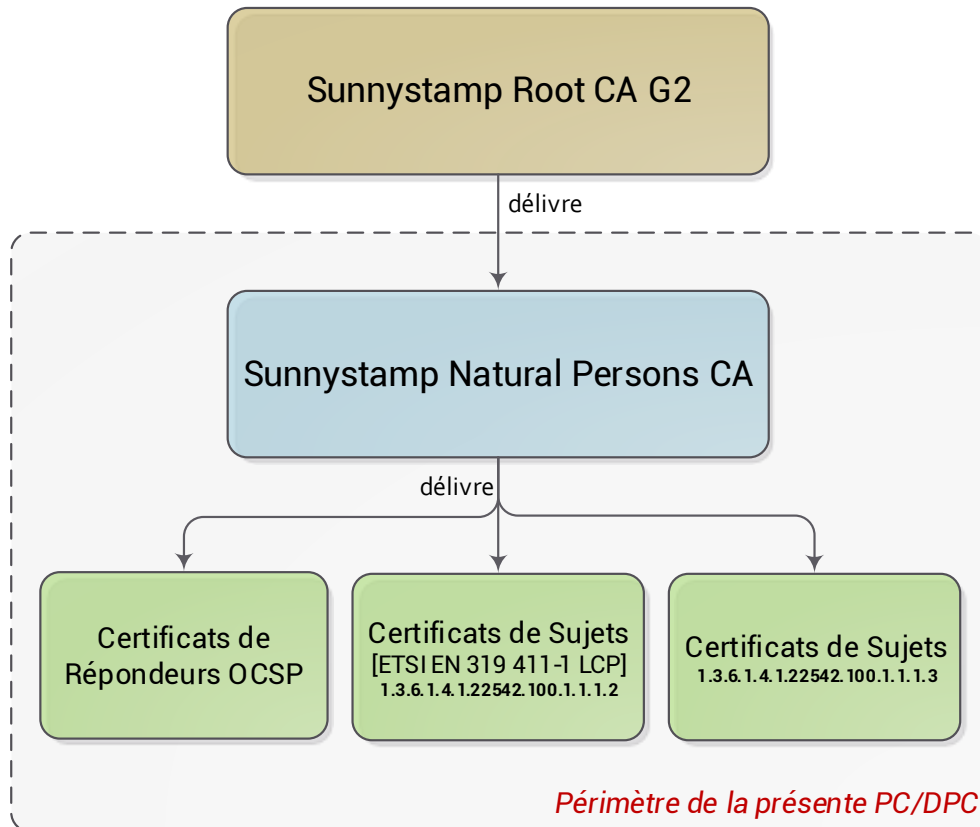 Sunnystamp Root CA G2
délivre
Sunnystamp Natural Persons CA
délivre
Certificats de
Répondeurs OCSP
Certificats de Sujets
[ETSI EN 319 411-1 LCP]
1.3.6.1.4.1.22542.100.1.1.1.2
Certificats de Sujets
1.3.6.1.4.1.22542.100.1.1.1.3
Périmètre de la présente PC/DPC